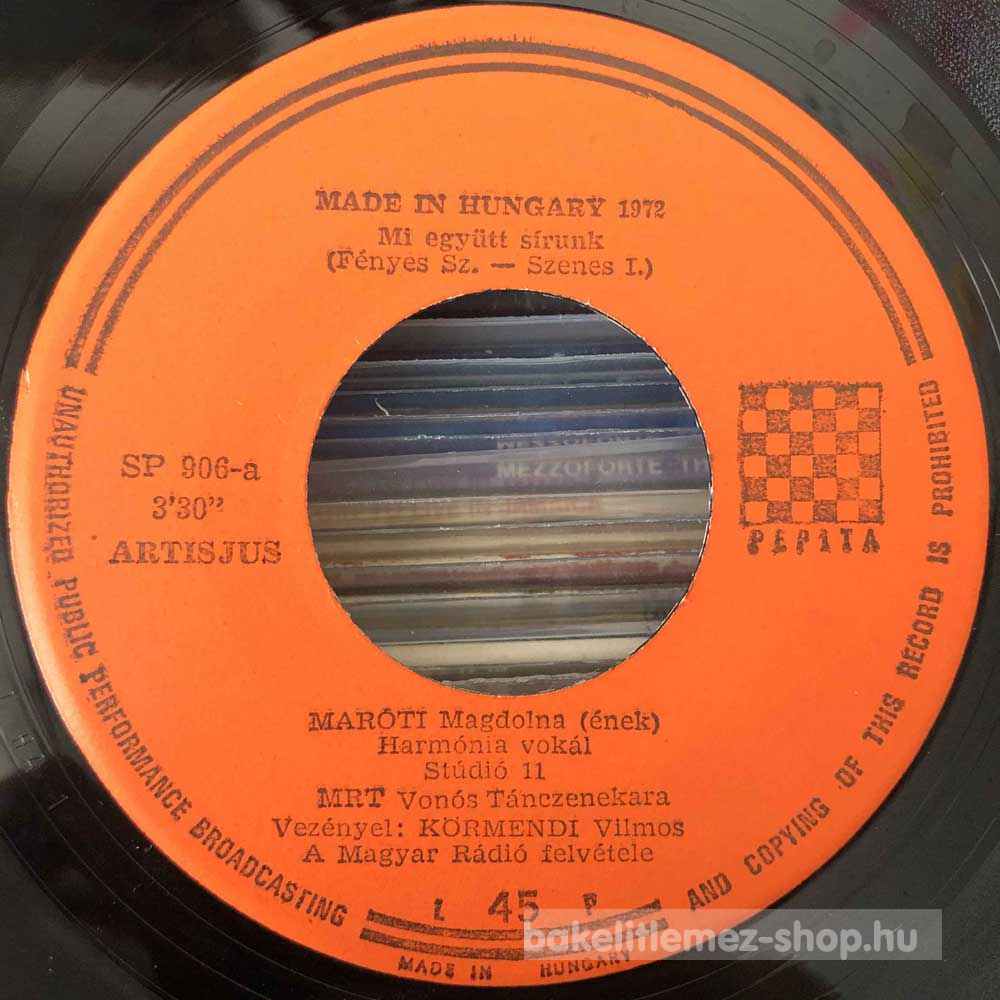 MADE IN HUNGARY 1972
Mi együtt sírunk
(Fényes Sz. — Szenes I.)
SP 906-a
3'30"
ARTISJUS
PEPITA
MEZZOFORTE TH
MARÓTI Magdolna (ének)
Harmónia vokál
Stúdió 11
MRT Vonós Tánczenekara
Vezényel: KÖRMENDI Vilmos
A Magyar Rádió felvétele
L 45 P
MADE IN HUNGARY
UNAUTHORIZED PUBLIC PERFORMANCE BROADCASTING AND COPYING OF THIS RECORD IS PROHIBITED
bakelitlemez-shop.hu